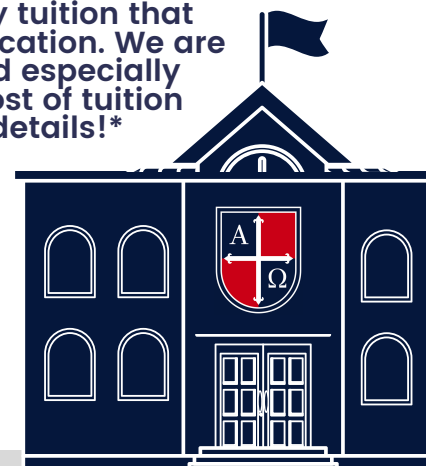 y tuition that
cation. We are
d especially
ost of tuition
details!*
Α
Ω